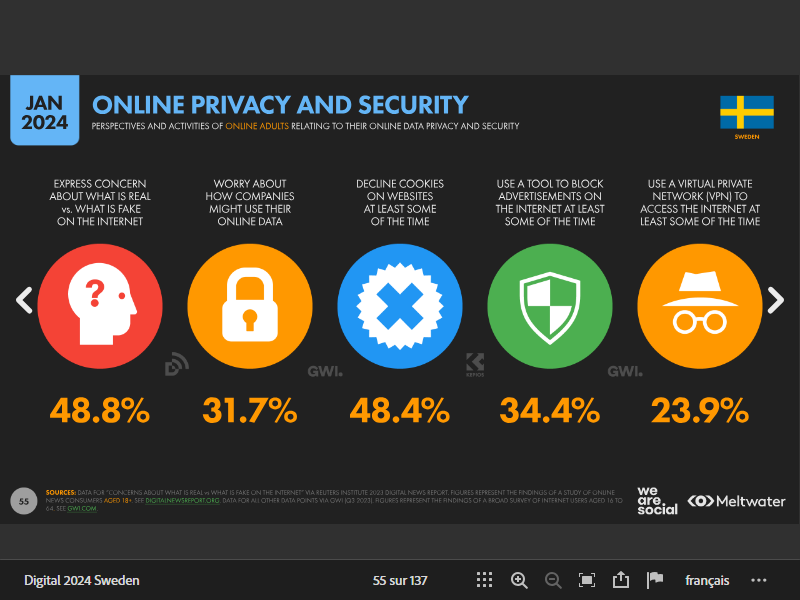 JAN
2024
ONLINE PRIVACY AND SECURITY
PERSPECTIVES AND ACTIVITIES OF ONLINE ADULTS RELATING TO THEIR ONLINE DATA PRIVACY AND SECURITY
SWEDEN
EXPRESS CONCERN
ABOUT WHAT IS REAL
vs. WHAT IS FAKE
ON THE INTERNET
WORRY ABOUT
HOW COMPANIES
MIGHT USE THEIR
ONLINE DATA
DECLINE COOKIES
ON WEBSITES
AT LEAST SOME
OF THE TIME
USE A TOOL TO BLOCK
ADVERTISEMENTS ON
THE INTERNET AT LEAST
SOME OF THE TIME
USE A VIRTUAL PRIVATE
NETWORK (VPN) TO
ACCESS THE INTERNET AT
LEAST SOME OF THE TIME
?
GWI.
KEPIOS
GWI.
48.8%
31.7%
48.4%
34.4%
23.9%
55
SOURCES: DATA FOR "CONCERNS ABOUT WHAT IS REAL vs WHAT IS FAKE ON THE INTERNET" VIA REUTERS INSTITUTE 2023 DIGITAL NEWS REPORT. FIGURES REPRESENT THE FINDINGS OF A STUDY OF ONLINE
NEWS CONSUMERS AGED 18+. SEE DIGITALNEWSREPORT.ORG. DATA FOR ALL OTHER DATA POINTS VIA GWI (Q3 2023). FIGURES REPRESENT THE FINDINGS OF A BROAD SURVEY OF INTERNET USERS AGED 16 TO
64. SEE GWI.COM.
we
are.
social
Meltwater
Digital 2024 Sweden
55 sur 137
français